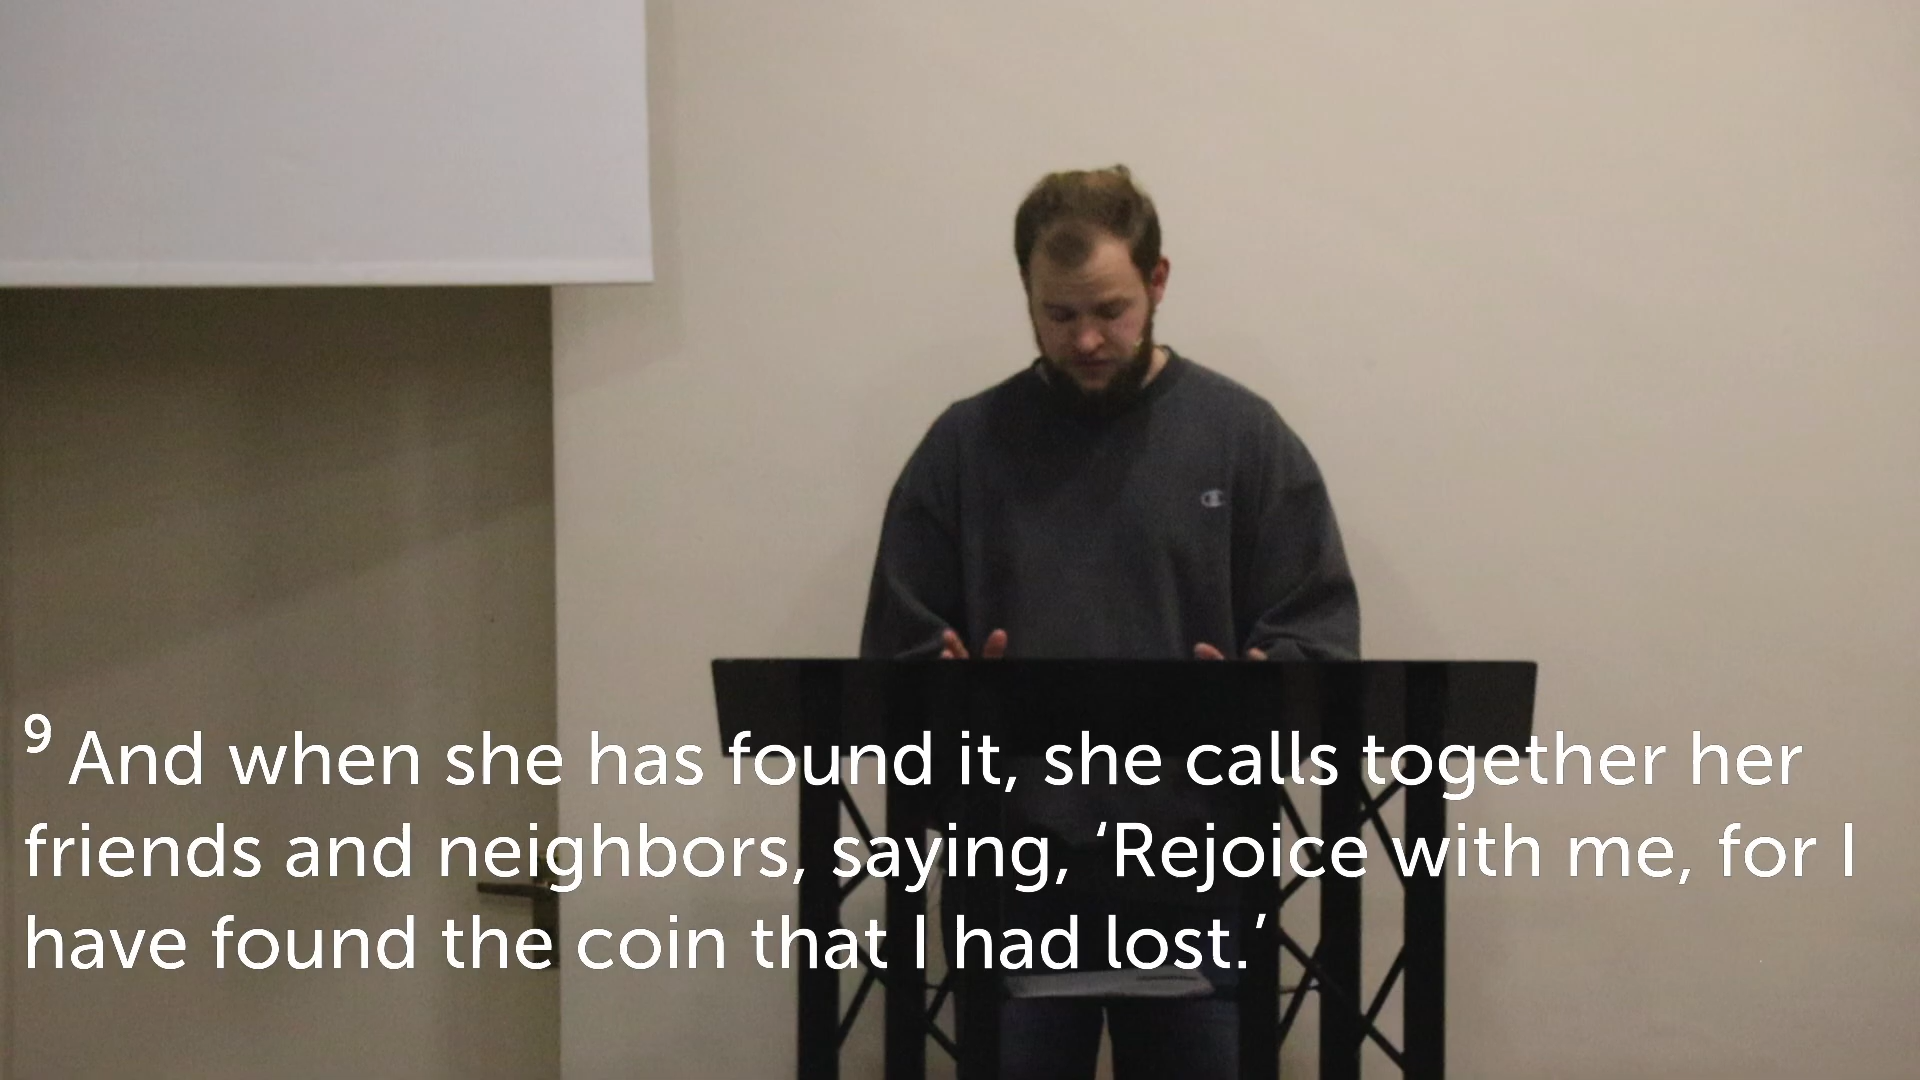 9 And when she has found it, she calls together her
friends and neighbors, saying, ‘Rejoice with me, for I
have found the coin that I had lost.’